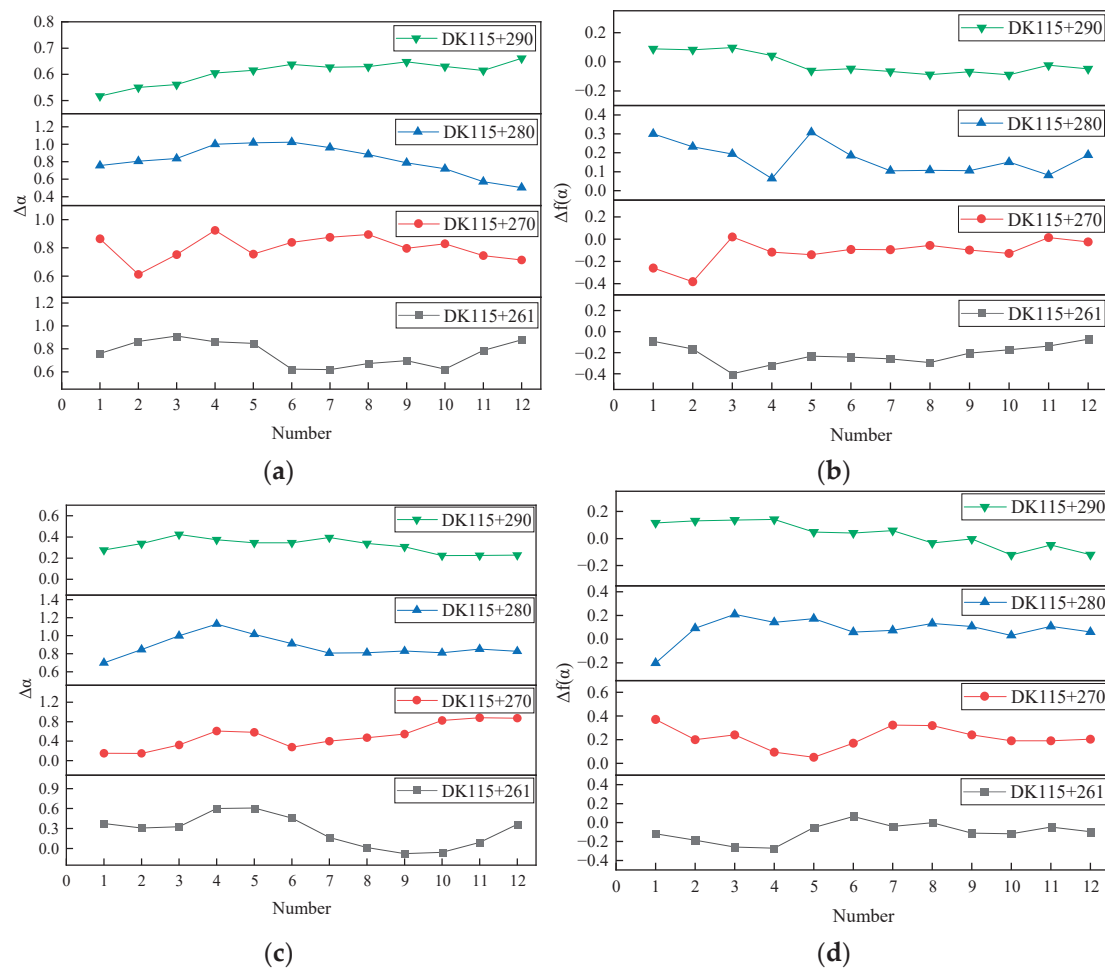 0.8
0.7
0.6
0.5
DK115+290
1.2
1.0
0.8
0.6
0.4
DK115+280
1.0
0.8
0.6
DK115+270
1.2
1.0
0.8
0.6
DK115+261
Δα
0 1 2 3 4 5 6 7 8 9 10 11 12
Number
(a)
0.2
0.0
−0.2
DK115+290
0.4
0.3
0.2
0.1
0.0
DK115+280
0.2
0.0
−0.2
−0.4
DK115+270
0.2
0.0
−0.2
−0.4
DK115+261
Δf(α)
0 1 2 3 4 5 6 7 8 9 10 11 12
Number
(b)
0.6
0.4
0.2
0.0
DK115+290
1.4
1.2
1.0
0.8
0.6
DK115+280
1.2
0.8
0.4
0.0
DK115+270
0.9
0.6
0.3
0.0
DK115+261
Δα
0 1 2 3 4 5 6 7 8 9 10 11 12
Number
(c)
0.2
0.0
−0.2
DK115+290
0.4
0.2
0.0
−0.2
DK115+280
0.6
0.4
0.2
0.0
DK115+270
0.4
0.2
0.0
−0.2
−0.4
DK115+261
Δf(α)
0 1 2 3 4 5 6 7 8 9 10 11 12
Number
(d)